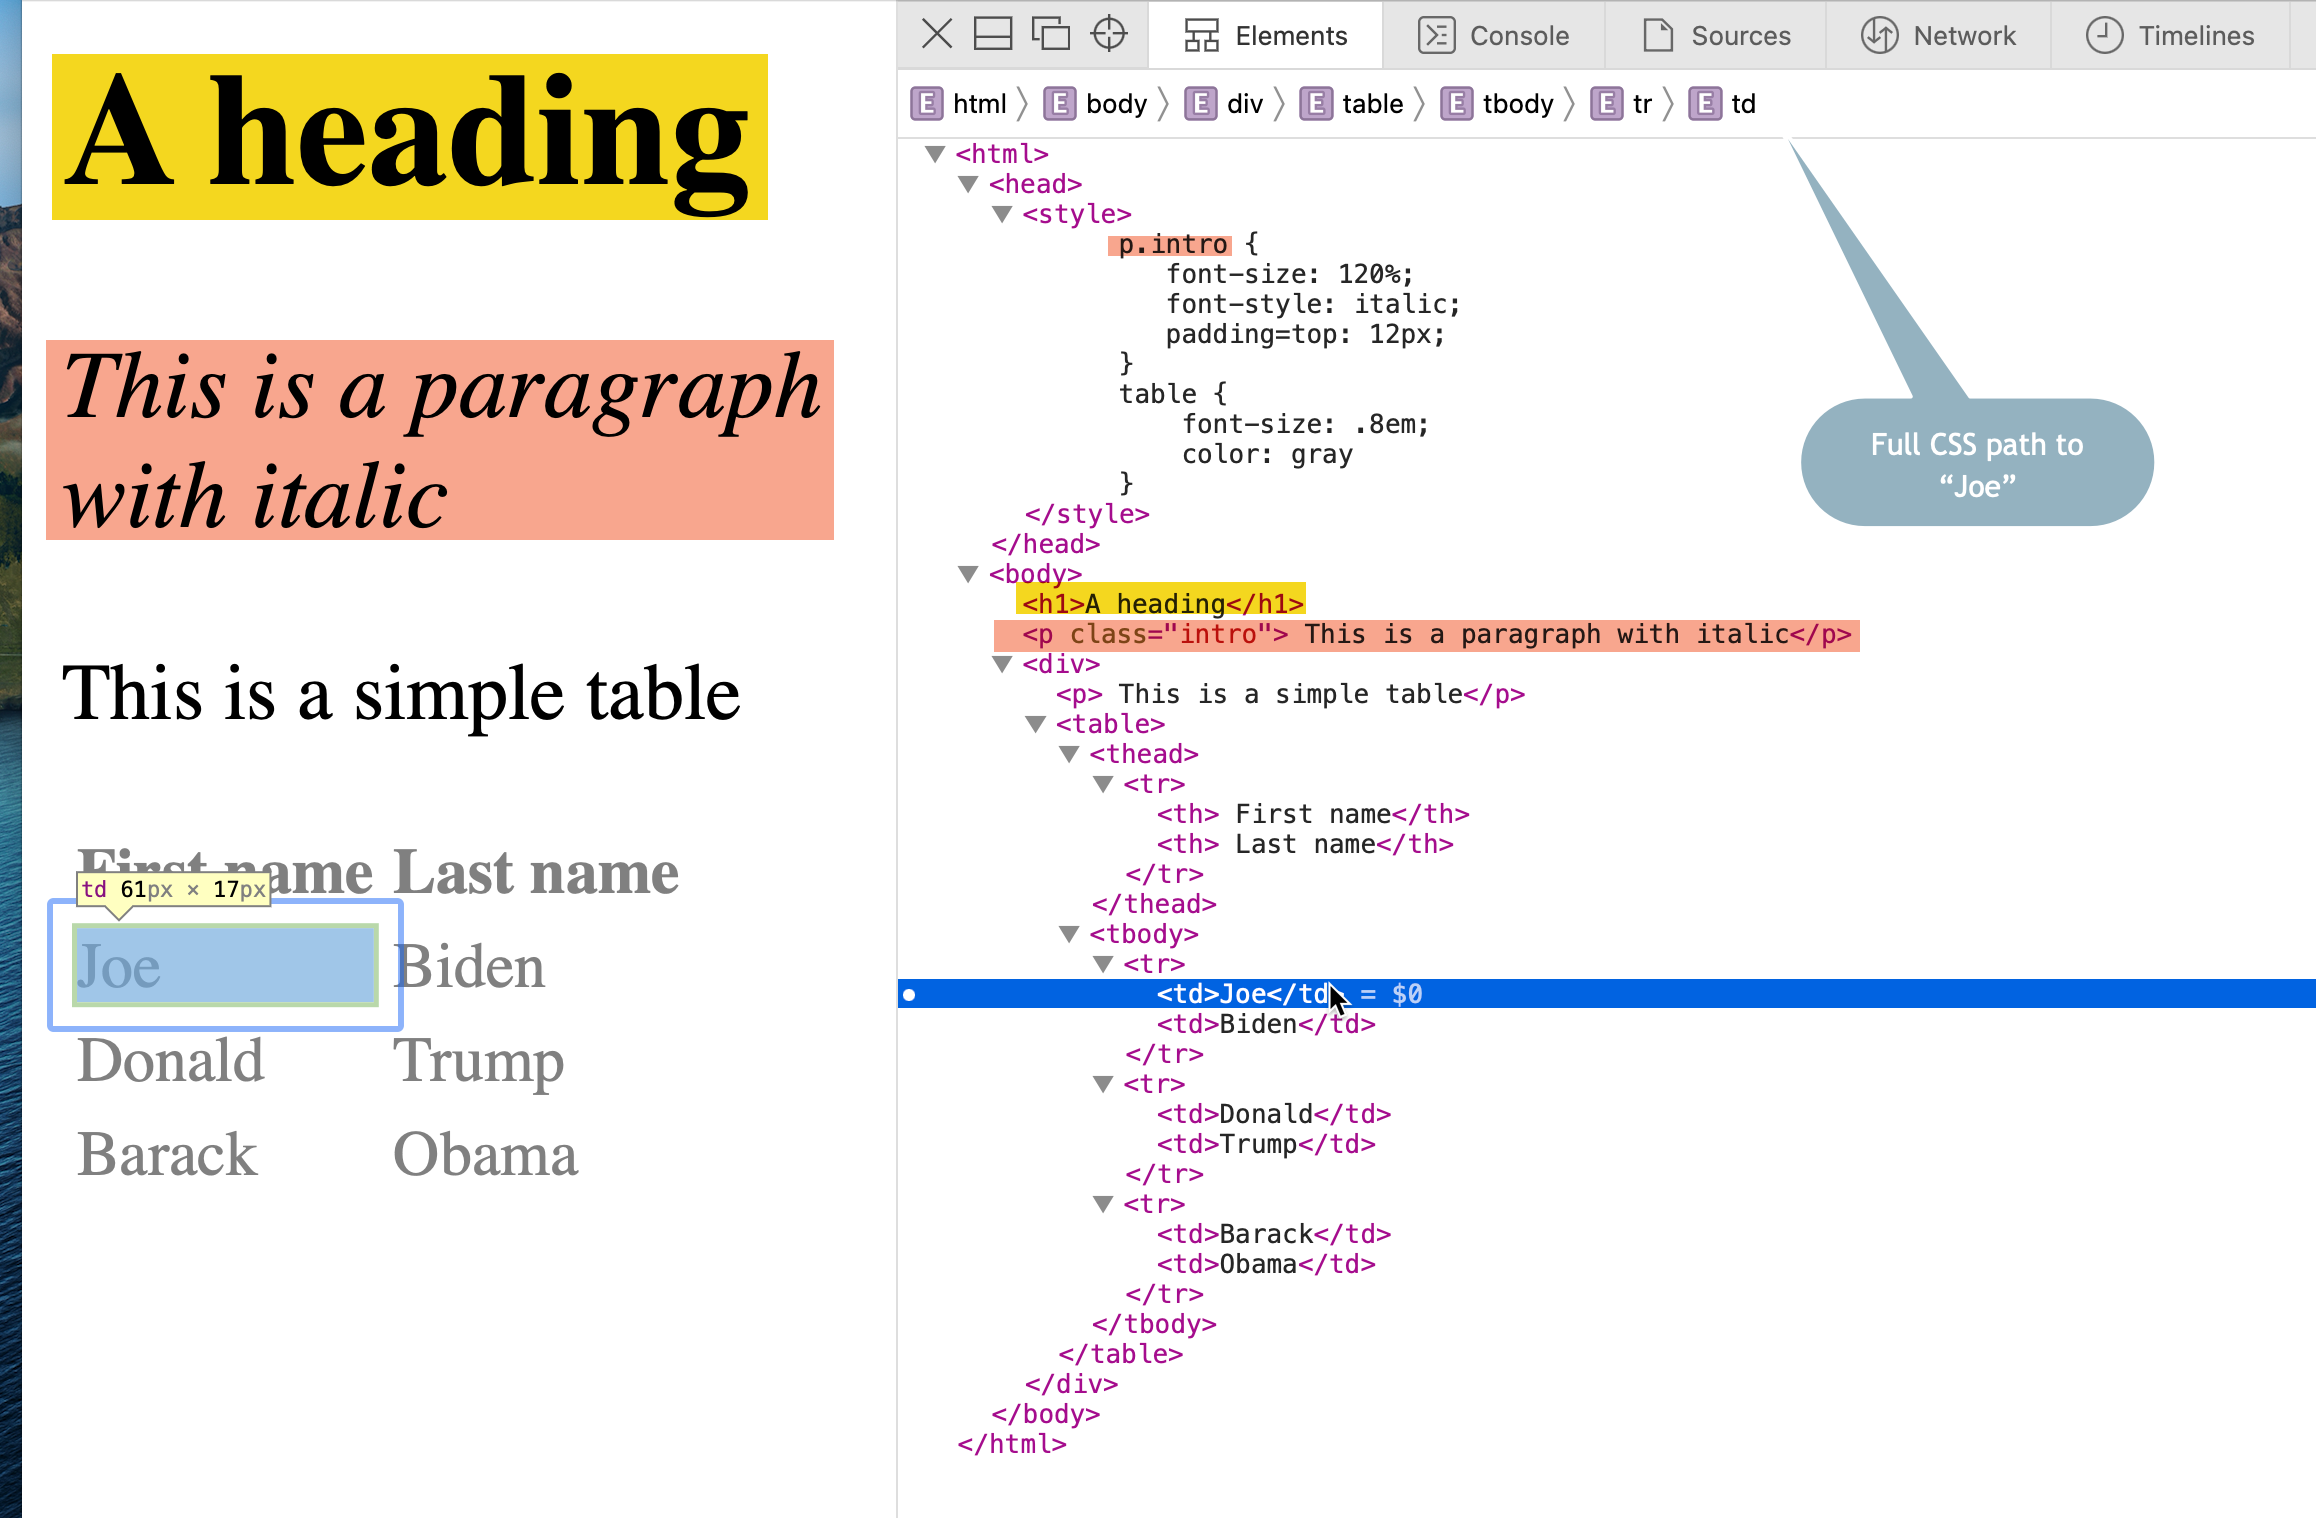 A heading
This is a paragraph
with italic
This is a simple table
First name Last name
td 61px × 17px
Joe Biden
Donald Trump
Barack Obama
Elements Console Sources Network Timelines
E html E body E div E table E tbody E tr E td
<html>
<head>
<style>
p.intro {
font-size: 120%;
font-style: italic;
padding=top: 12px;
}
table {
font-size: .8em;
color: gray
}
</style>
</head>
<body>
<h1>A heading</h1>
<p class="intro"> This is a paragraph with italic</p>
<div>
<p> This is a simple table</p>
<table>
<thead>
<tr>
<th> First name</th>
<th> Last name</th>
</tr>
</thead>
<tbody>
<tr>
<td>Joe</td> = $0
<td>Biden</td>
</tr>
<tr>
<td>Donald</td>
<td>Trump</td>
</tr>
<tr>
<td>Barack</td>
<td>Obama</td>
</tr>
</tbody>
</table>
</div>
</body>
</html>
Full CSS path to
“Joe”